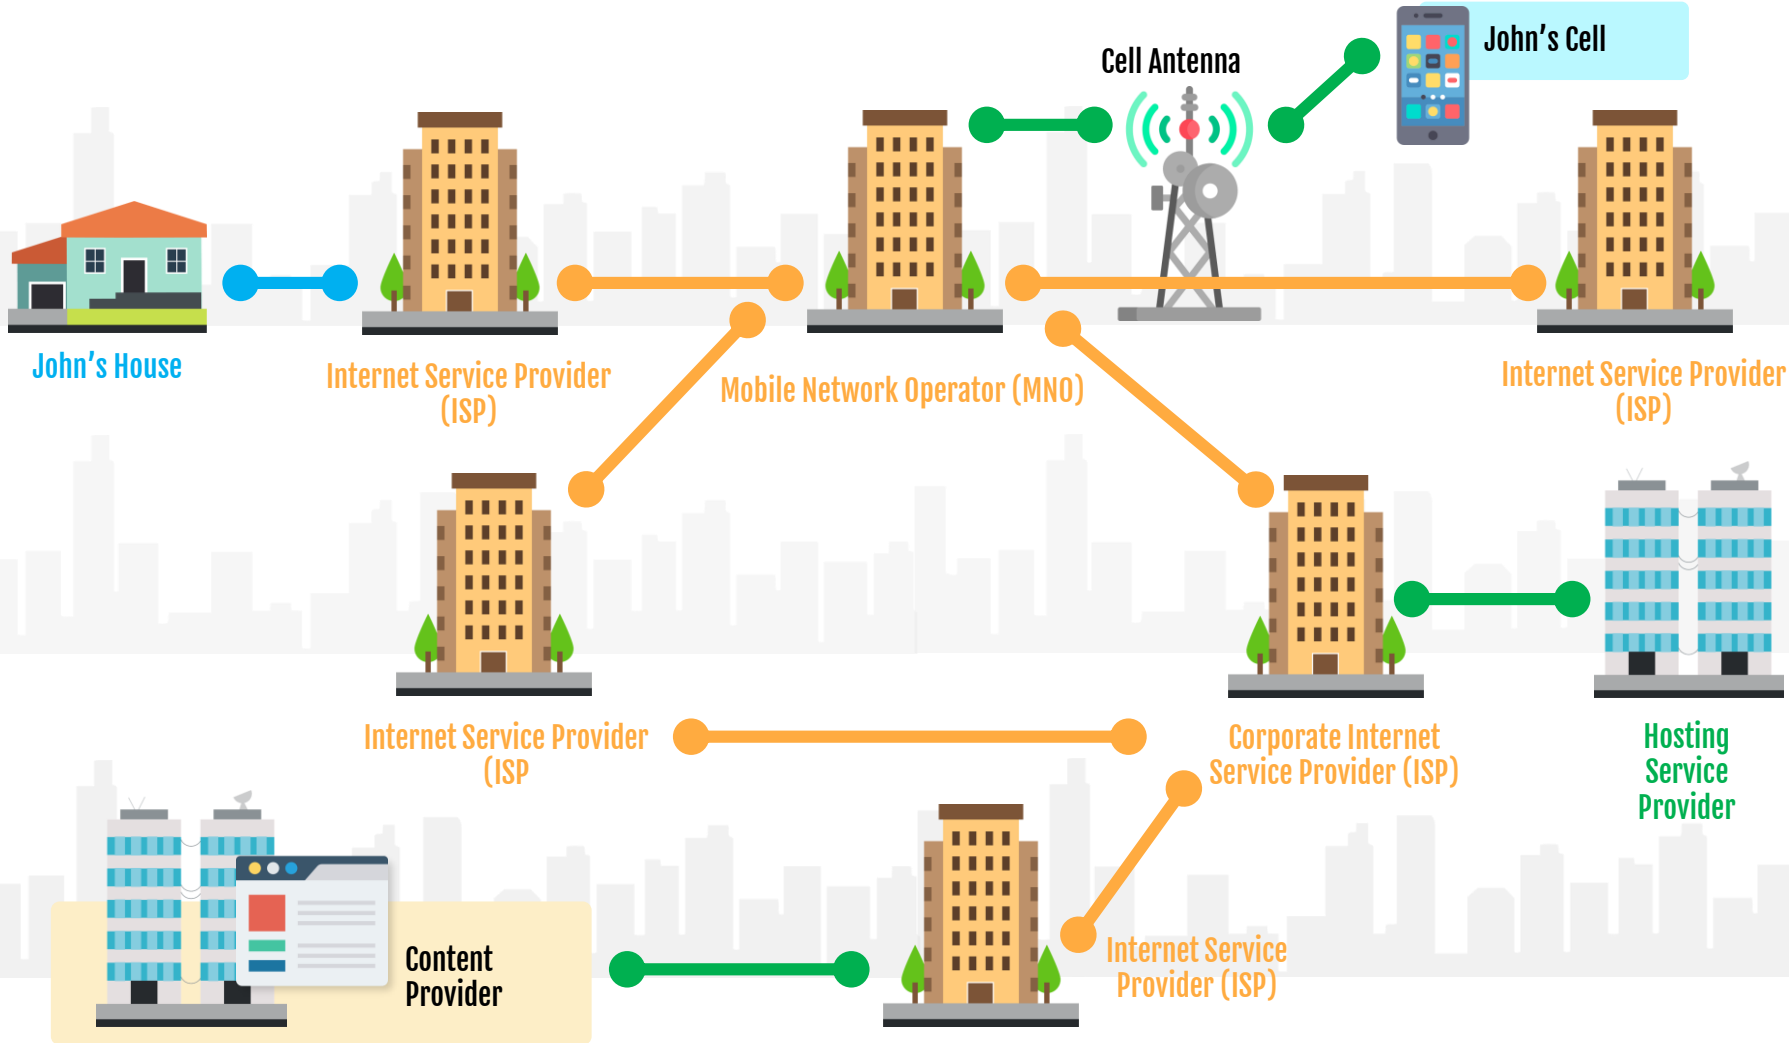 John's Cell
Cell Antenna
John's House
Internet Service Provider
(ISP)
Mobile Network Operator (MNO)
Internet Service Provider
(ISP)
Internet Service Provider
(ISP
Corporate Internet
Service Provider (ISP)
Hosting
Service
Provider
Content
Provider
Internet Service
Provider (ISP)